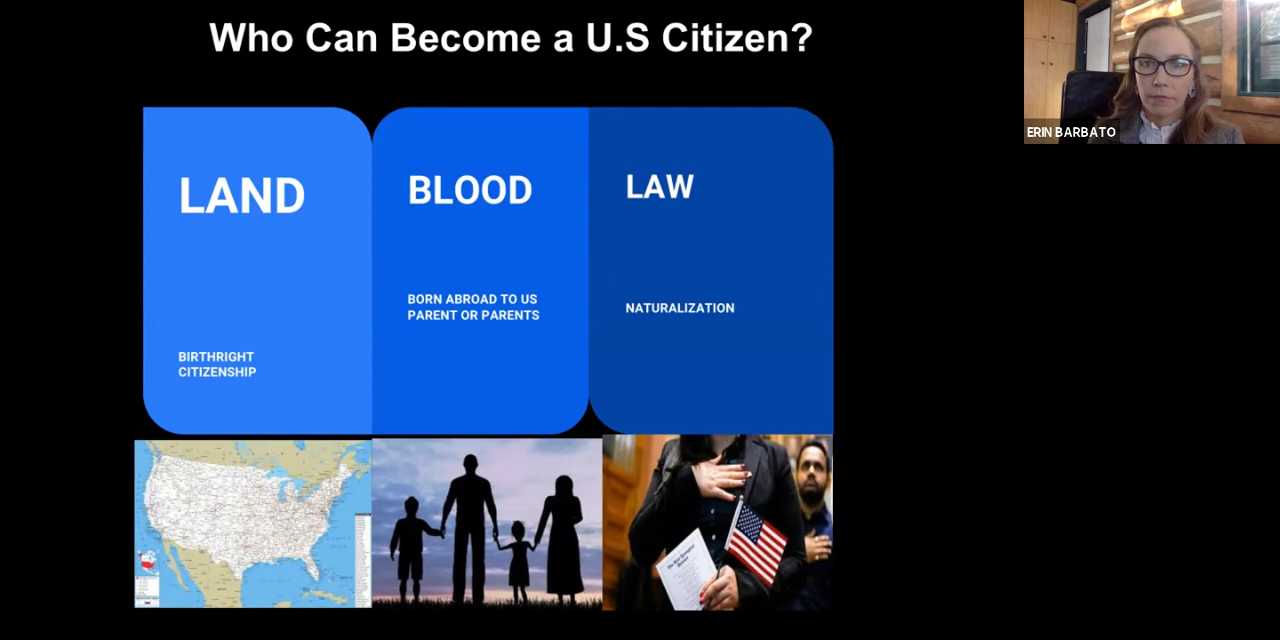 Who Can Become a U.S Citizen?
ERIN BARBATO
LAND
BLOOD
LAW
BORN ABROAD TO US
PARENT OR PARENTS
NATURALIZATION
BIRTHRIGHT
CITIZENSHIP